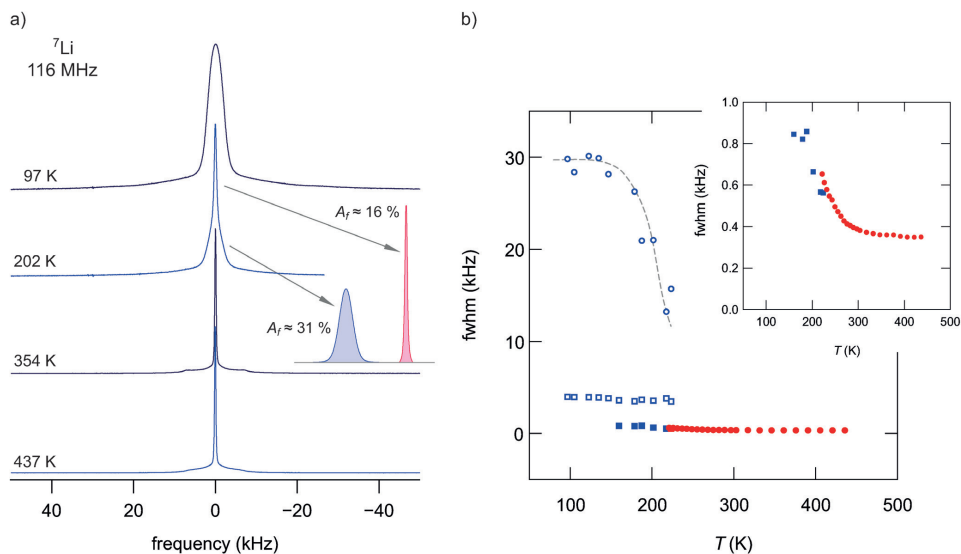 a)
⁷Li
116 MHz
97 K
202 K
354 K
437 K
A_f ≈ 16 %
A_f ≈ 31 %
40
20
0
−20
−40
frequency (kHz)
b)
fwhm (kHz)
30
20
10
0
100
200
300
400
500
T (K)
fwhm (kHz)
1.0
0.8
0.6
0.4
0.2
0.0
100
200
300
400
500
T (K)